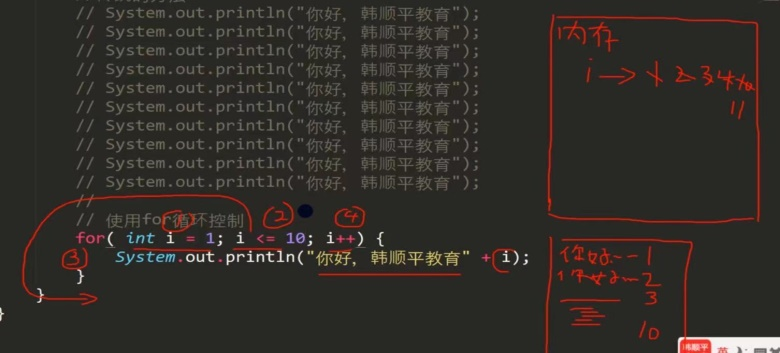 // System.out.println("你好, 韩顺平教育");
// System.out.println("你好, 韩顺平教育");
// System.out.println("你好, 韩顺平教育");
// System.out.println("你好, 韩顺平教育");
// System.out.println("你好, 韩顺平教育");
// System.out.println("你好, 韩顺平教育");
// System.out.println("你好, 韩顺平教育");
// System.out.println("你好, 韩顺平教育");
// System.out.println("你好, 韩顺平教育");
// System.out.println("你好, 韩顺平教育");
//
// 使用for循环控制
① ② ④
for( int i = 1; i <= 10; i++) {
③ System.out.println("你好, 韩顺平教育" + i);
}
}
}
内存
i → 1 2 3 4
11
你好-- 1
你好-- 2
3
10
韩顺平 英